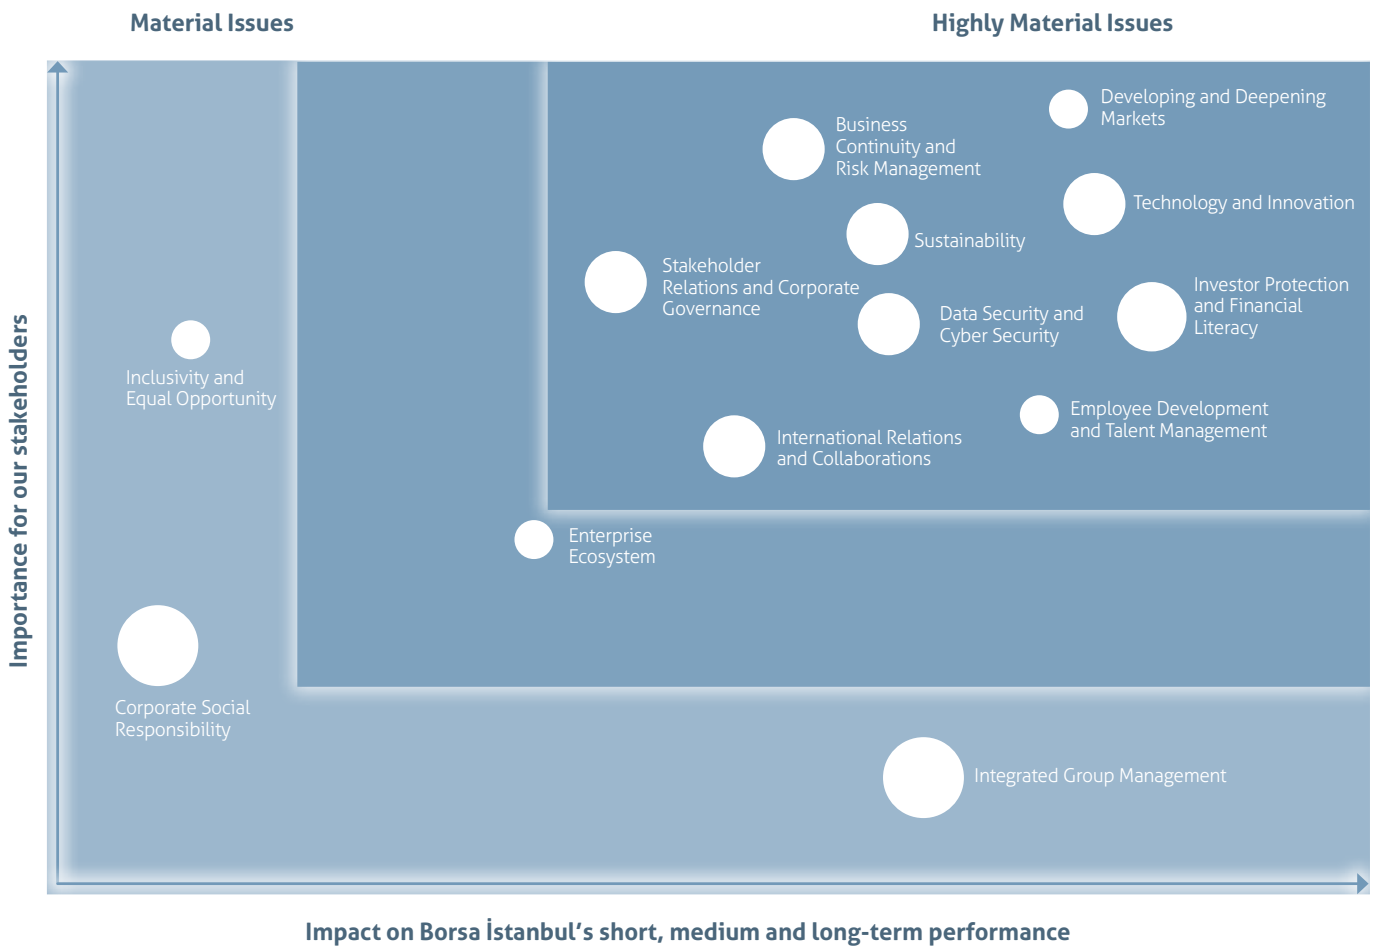 Material Issues
Highly Material Issues
Importance for our stakeholders
Developing and Deepening
Markets
Business
Continuity and
Risk Management
Technology and Innovation
Sustainability
Stakeholder
Relations and Corporate
Governance
Investor Protection
and Financial
Literacy
Data Security and
Cyber Security
Inclusivity and
Equal Opportunity
Employee Development
and Talent Management
International Relations
and Collaborations
Enterprise
Ecosystem
Corporate Social
Responsibility
Integrated Group Management
Impact on Borsa İstanbul’s short, medium and long-term performance